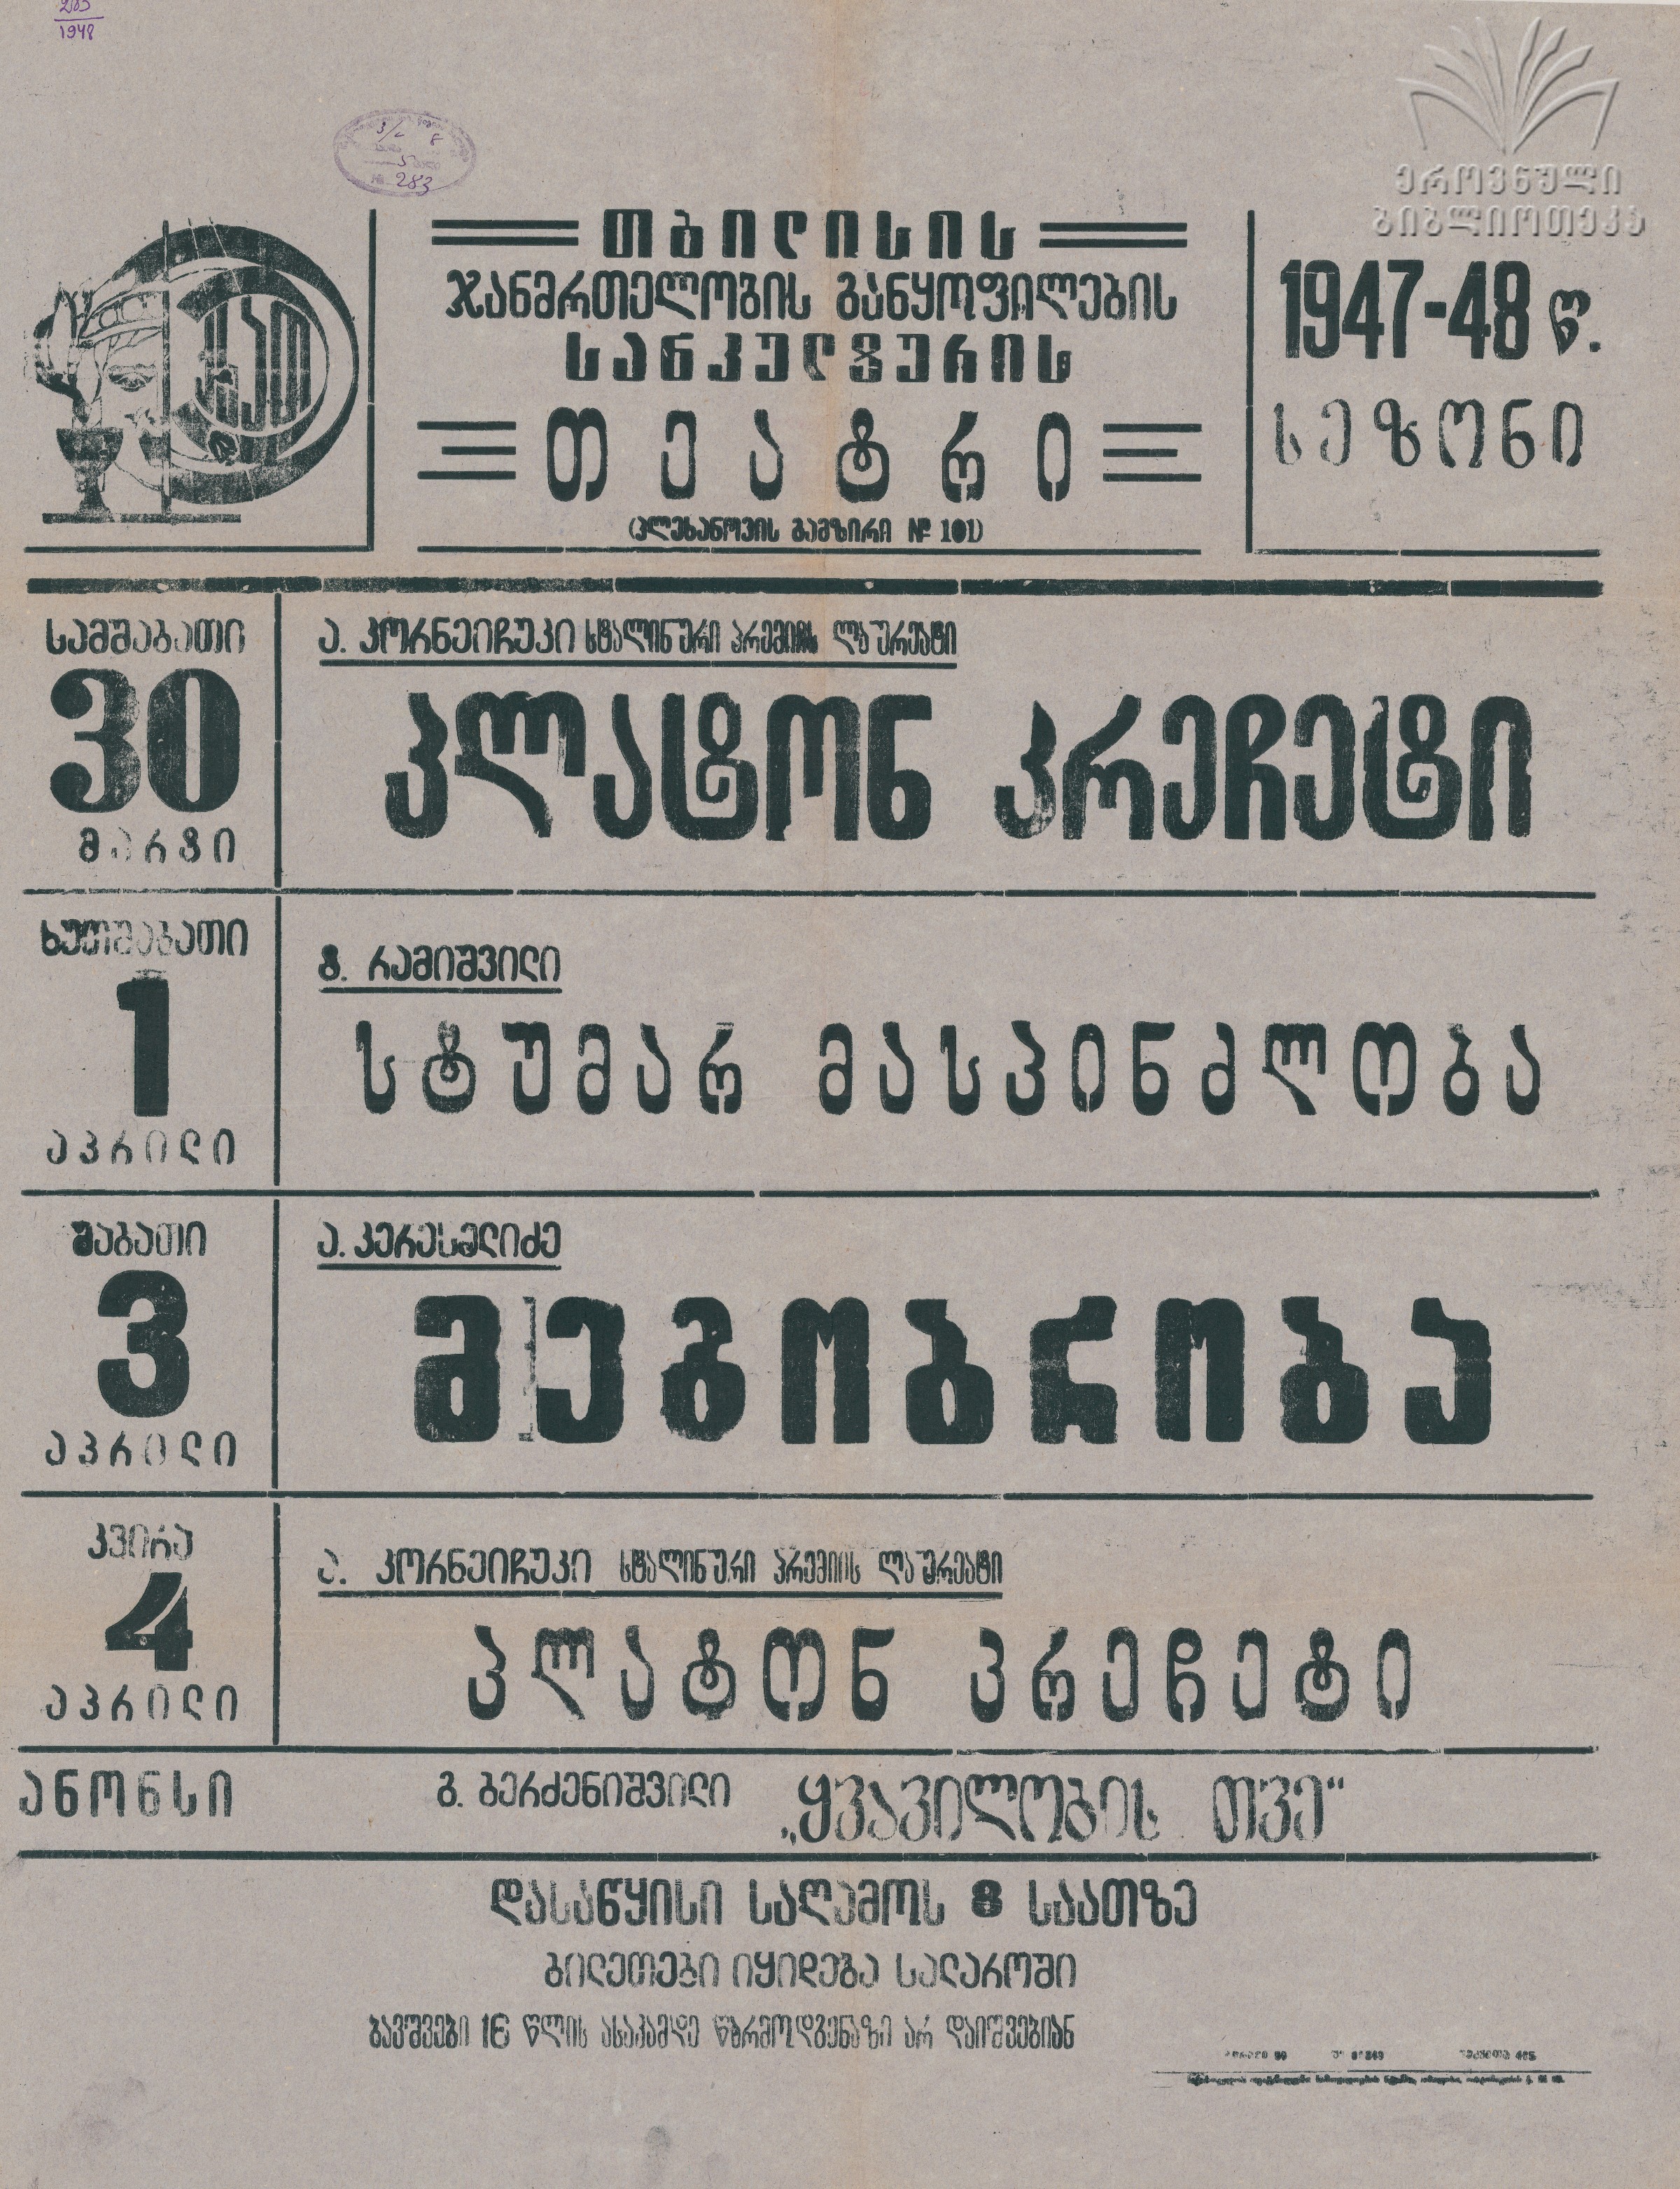 1948
283
ეროვნული
ბიბლიოთეკა
თბილისის
ჯანმრთელობის განყოფილების
სანკულტურის
თეატრი
(პლეხანოვის გამზირი № 101)
1947-48 წ.
სეზონი
სამშაბათი
30
მარტი
ა. კორნეიჩუკი სტალინური პრემიის ლაურეატი
პლატონ კრეჩეტი
ხუთშაბათი
1
აპრილი
ტ. რამიშვილი
სტუმარ მასპინძლობა
შაბათი
3
აპრილი
ა. კერესელიძე
მეგობრობა
კვირა
4
აპრილი
ა. კორნეიჩუკი სტალინური პრემიის ლაურეატი
პლატონ კრეჩეტი
ანონსი
გ. ბერძენიშვილი „ყვავილობის თვე“
დასაწყისი საღამოს 8 საათზე
ბილეთები იყიდება სალაროში
ბავშვები 16 წლის ასაკამდე წარმოდგენაზე არ დაიშვებიან